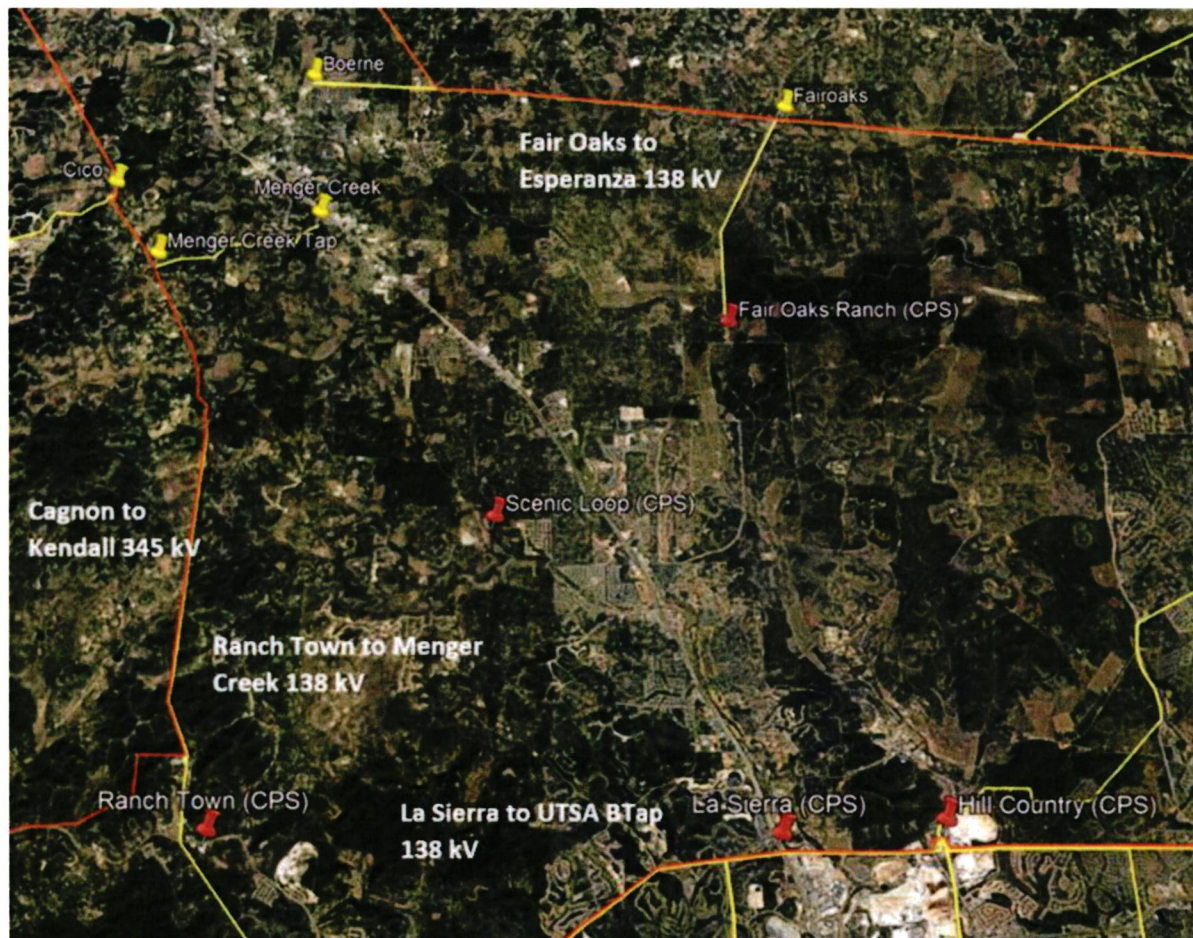 Boerne
Fairoaks
Fair Oaks to
Esperanza 138 kV
Cico
Menger Creek
Menger Creek Tap
Fair Oaks Ranch (CPS)
Scenic Loop (CPS)
Cagnon to
Kendall 345 kV
Ranch Town to Menger
Creek 138 kV
Ranch Town (CPS)
La Sierra to UTSA BTap
138 kV
La Sierra (CPS)
Hill Country (CPS)